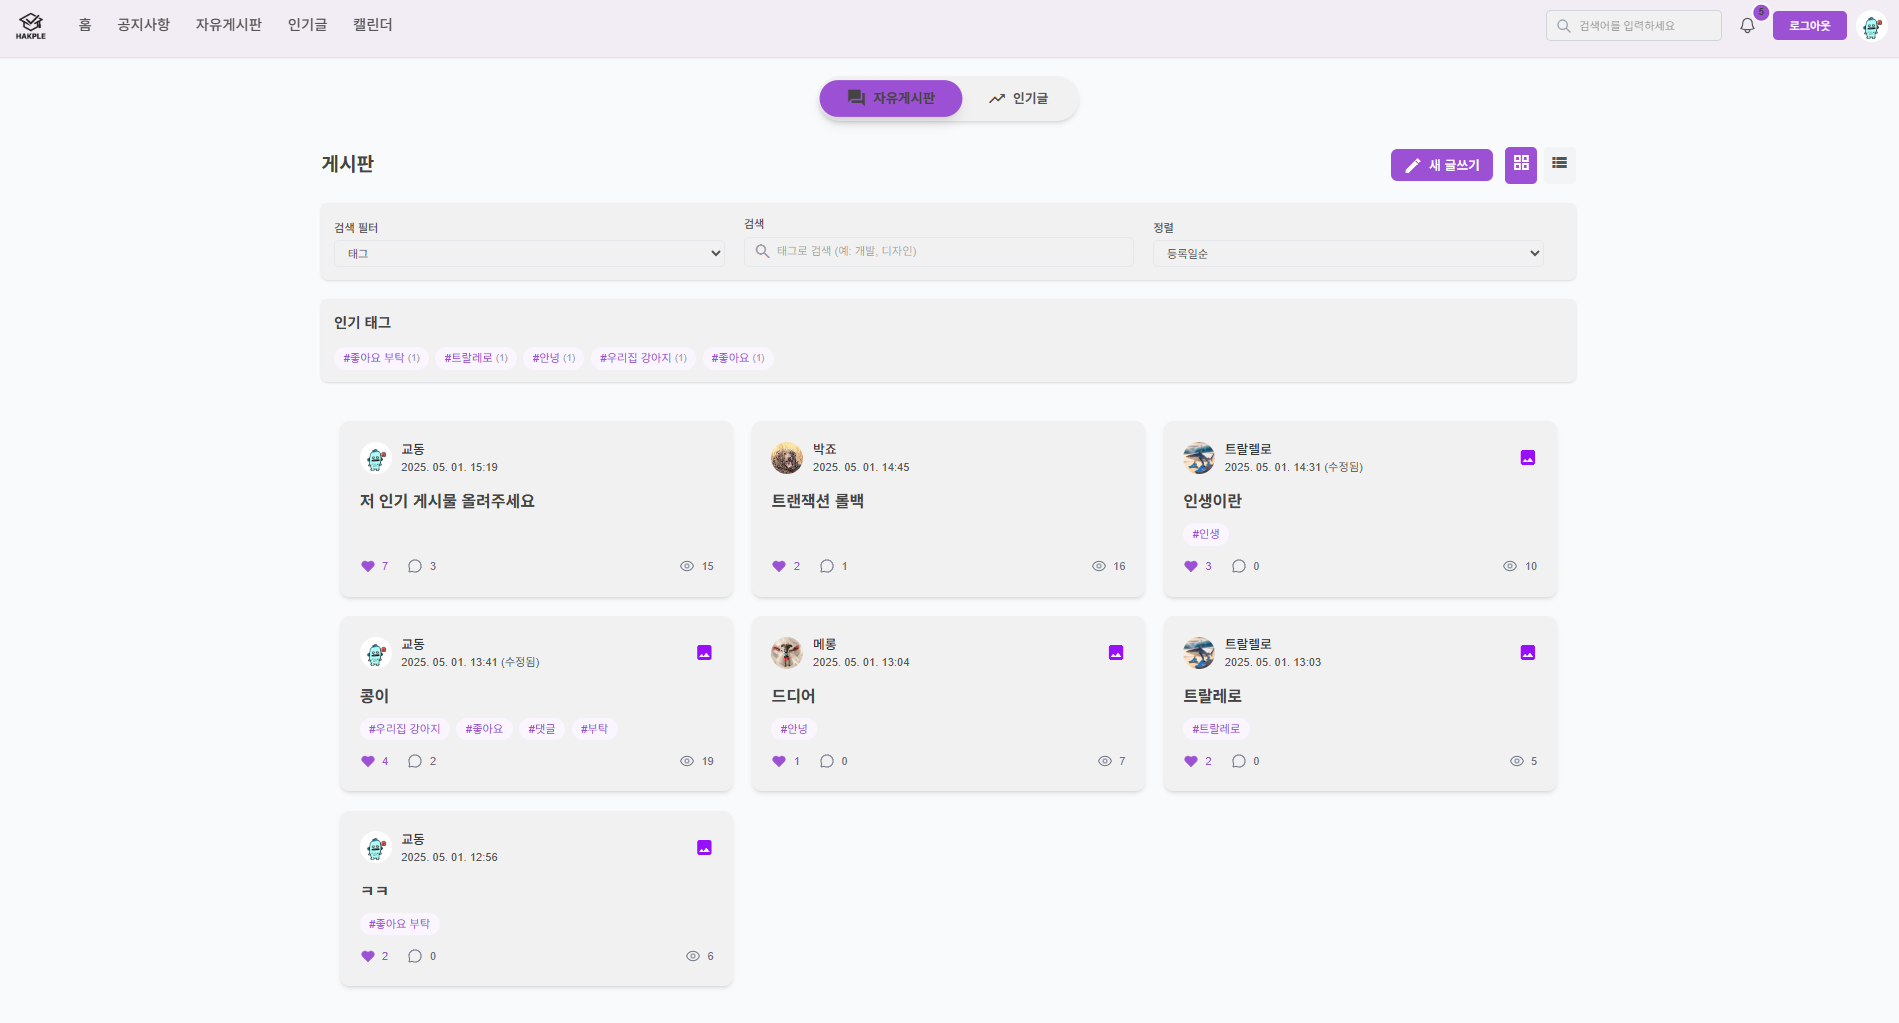 HAKPLE
홈 공지사항 자유게시판 인기글 캘린더
검색어를 입력하세요
5
로그아웃
자유게시판
인기글
게시판
새 글쓰기
검색 필터
태그
검색
태그로 검색 (예: 개발, 디자인)
정렬
등록일순
인기 태그
#좋아요 부탁 (1) #트랄레로 (1) #안녕 (1) #우리집 강아지 (1) #좋아요 (1)
교동
2025. 05. 01. 15:19
저 인기 게시물 올려주세요
7 3 15
박죠
2025. 05. 01. 14:45
트랜잭션 롤백
2 1 16
트랄렐로
2025. 05. 01. 14:31 (수정됨)
인생이란
#인생
3 0 10
교동
2025. 05. 01. 13:41 (수정됨)
콩이
#우리집 강아지 #좋아요 #댓글 #부탁
4 2 19
메롱
2025. 05. 01. 13:04
드디어
#안녕
1 0 7
트랄렐로
2025. 05. 01. 13:03
트랄레로
#트랄레로
2 0 5
교동
2025. 05. 01. 12:56
ㅋㅋ
#좋아요 부탁
2 0 6